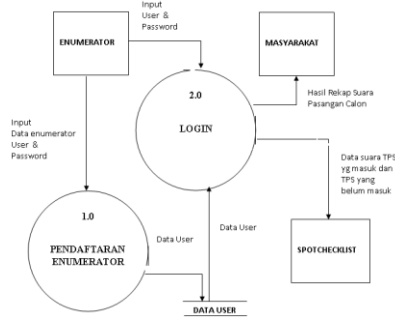 Input
User &
Password
ENUMERATOR
MASYARAKAT
2.0
LOGIN
Hasil Rekap Suara
Pasangan Calon
Input
Data enumerator
User &
Password
Data suara TPS
yg masuk dan
TPS yang
belum masuk
1.0
PENDAFTARAN
ENUMERATOR
Data User
Data User
SPOTCHECKLIST
DATA USER